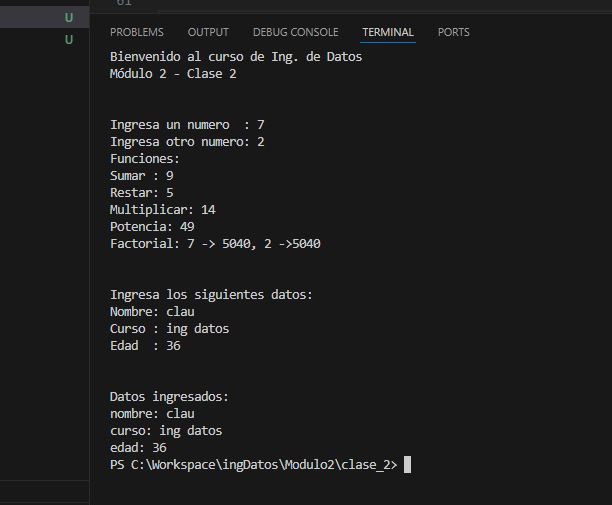 61
U
U
PROBLEMS OUTPUT DEBUG CONSOLE TERMINAL PORTS
Bienvenido al curso de Ing. de Datos
Módulo 2 - Clase 2
Ingresa un numero  : 7
Ingresa otro numero: 2
Funciones:
Sumar : 9
Restar: 5
Multiplicar: 14
Potencia: 49
Factorial: 7 -> 5040, 2 ->5040
Ingresa los siguientes datos:
Nombre: clau
Curso : ing datos
Edad  : 36
Datos ingresados:
nombre: clau
curso: ing datos
edad: 36
PS C:\Workspace\ingDatos\Modulo2\clase_2>